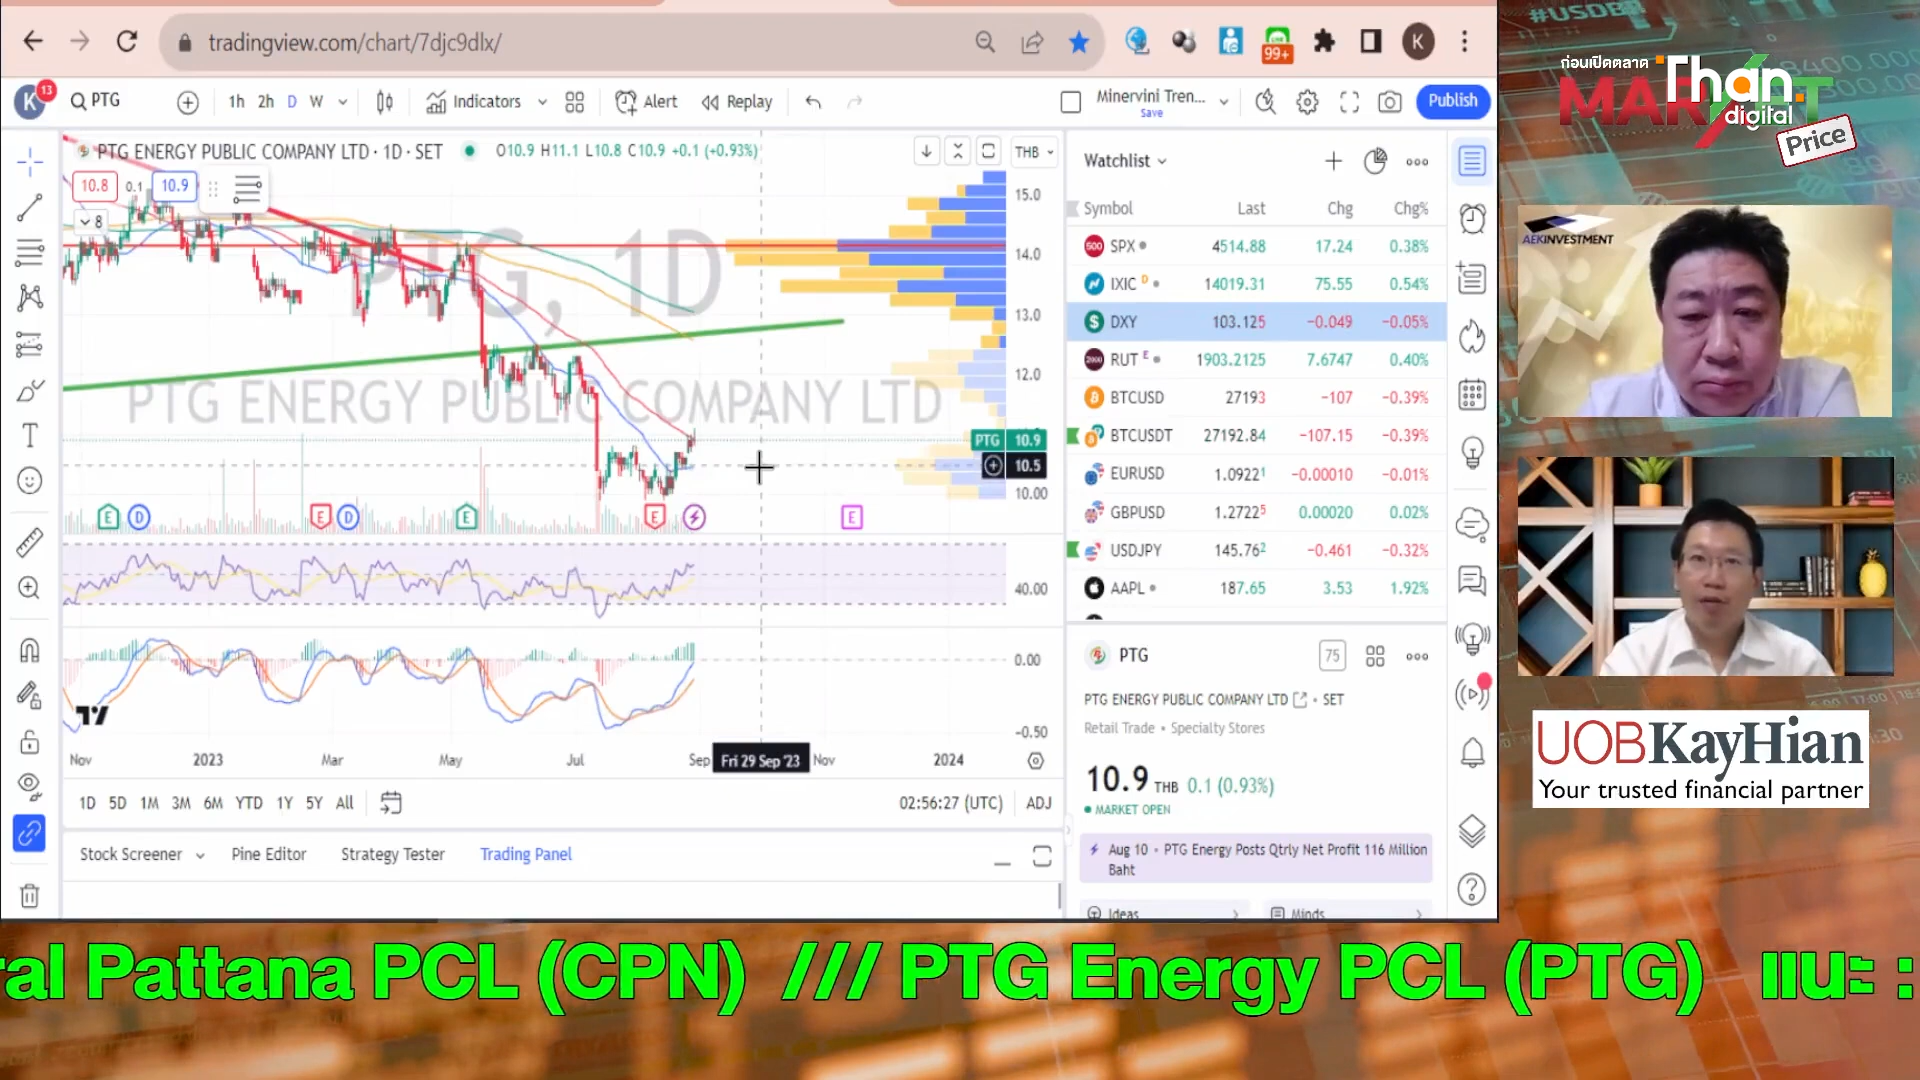 tradingview.com/chart/7djc9dlx/
99+
K
K
13
PTG
1h 2h D W
Indicators
Alert
Replay
Minervini Tren...
Save
Publish
PTG ENERGY PUBLIC COMPANY LTD · 1D · SET
O10.9 H11.1 L10.8 C10.9 +0.1 (+0.93%)
THB
10.8 0.1 10.9
8
PTG, 1D
PTG ENERGY PUBLIC COMPANY LTD
15.0
14.0
13.0
12.0
PTG 10.9
10.5
10.00
E D E D E E E
40.00
0.00
-0.50
Nov 2023 Mar May Jul Sep Fri 29 Sep '23 Nov 2024
1D 5D 1M 3M 6M YTD 1Y 5Y All
02:56:27 (UTC) ADJ
Stock Screener Pine Editor Strategy Tester Trading Panel
Watchlist
Symbol Last Chg Chg%
500 SPX 4514.88 17.24 0.38%
IXIC D 14019.31 75.55 0.54%
$ DXY 103.125 −0.049 −0.05%
2000 RUT E 1903.2125 7.6747 0.40%
BTCUSD 27193 −107 −0.39%
BTCUSDT 27192.84 −107.15 −0.39%
EURUSD 1.09221 −0.00010 −0.01%
GBPUSD 1.27225 0.00020 0.02%
USDJPY 145.762 −0.461 −0.32%
AAPL 187.65 3.53 1.92%
PTG
75
PTG ENERGY PUBLIC COMPANY LTD • SET
Retail Trade • Specialty Stores
10.9 THB 0.1 (0.93%)
MARKET OPEN
Aug 10 • PTG Energy Posts Qtrly Net Profit 116 Million
Baht
Ideas
Minds
ก่อนเปิดตลาด
ฐาน
digital
Price
AEKINVESTMENT
UOBKayHian
Your trusted financial partner
ral Pattana PCL (CPN) /// PTG Energy PCL (PTG) แนะ :